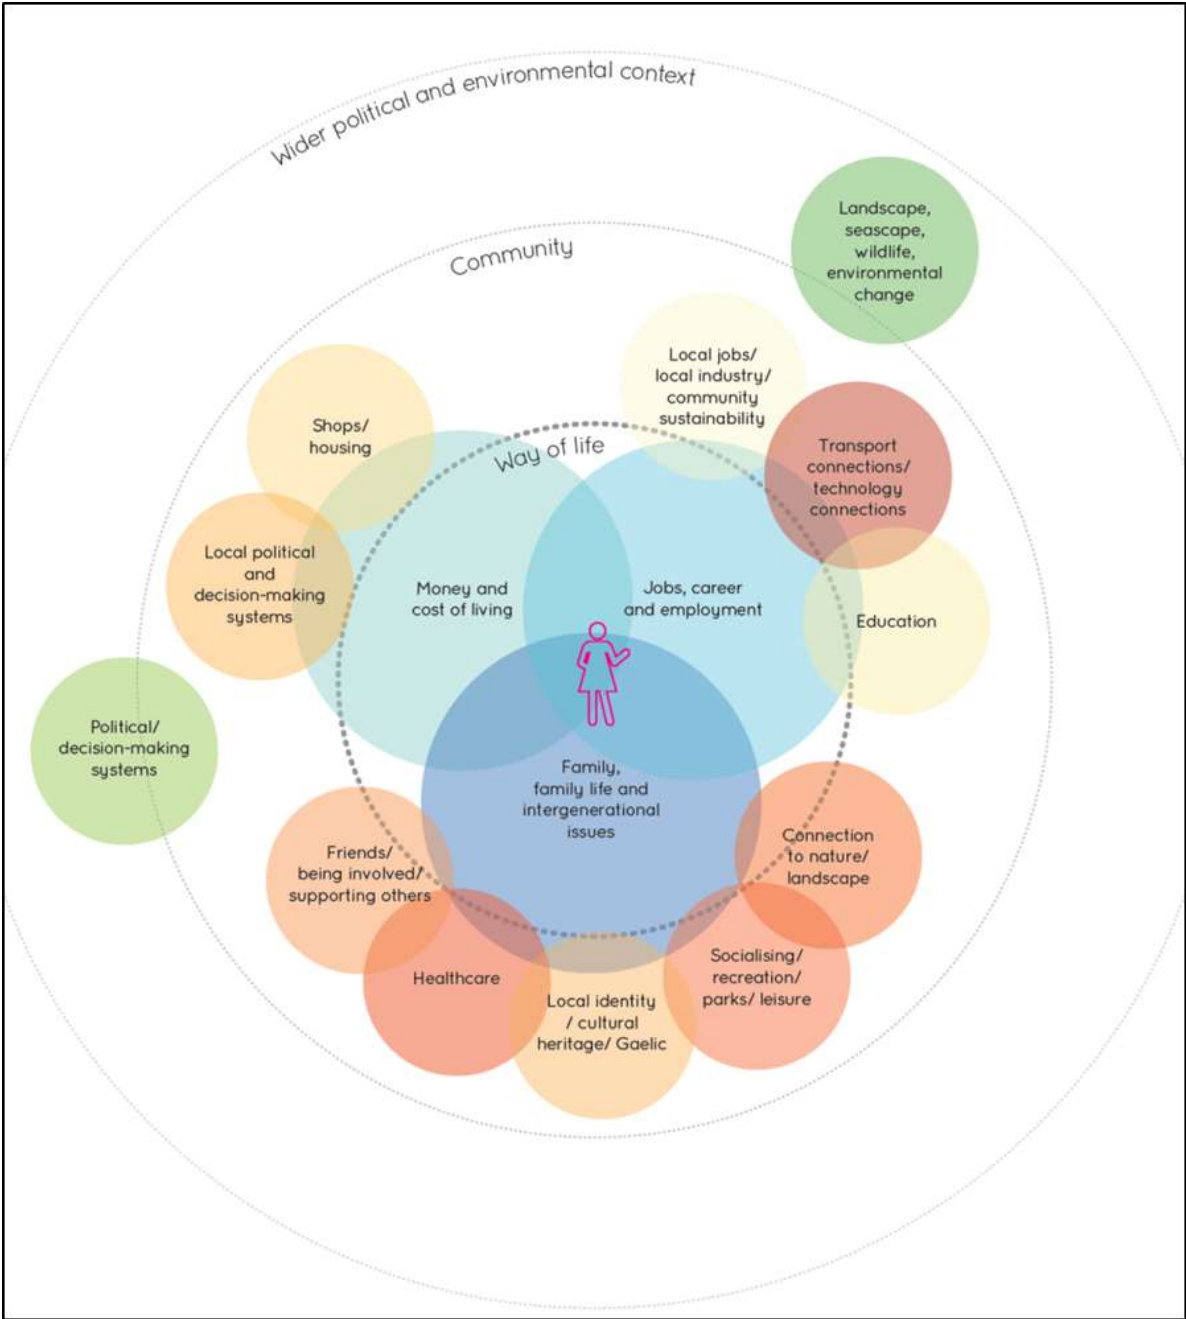 Wider political and environmental context
Landscape,
seascape,
wildlife,
environmental
change
Community
Local jobs/
local industry/
community
sustainability
Shops/
housing
Way of life
Transport
connections/
technology
connections
Local political
and
decision-making
systems
Money and
cost of living
Jobs, career
and employment
Education
Political/
decision-making
systems
Family,
family life and
intergenerational
issues
Connection
to nature/
landscape
Friends/
being involved/
supporting others
Healthcare
Socialising/
recreation/
parks/ leisure
Local identity
/ cultural
heritage/ Gaelic